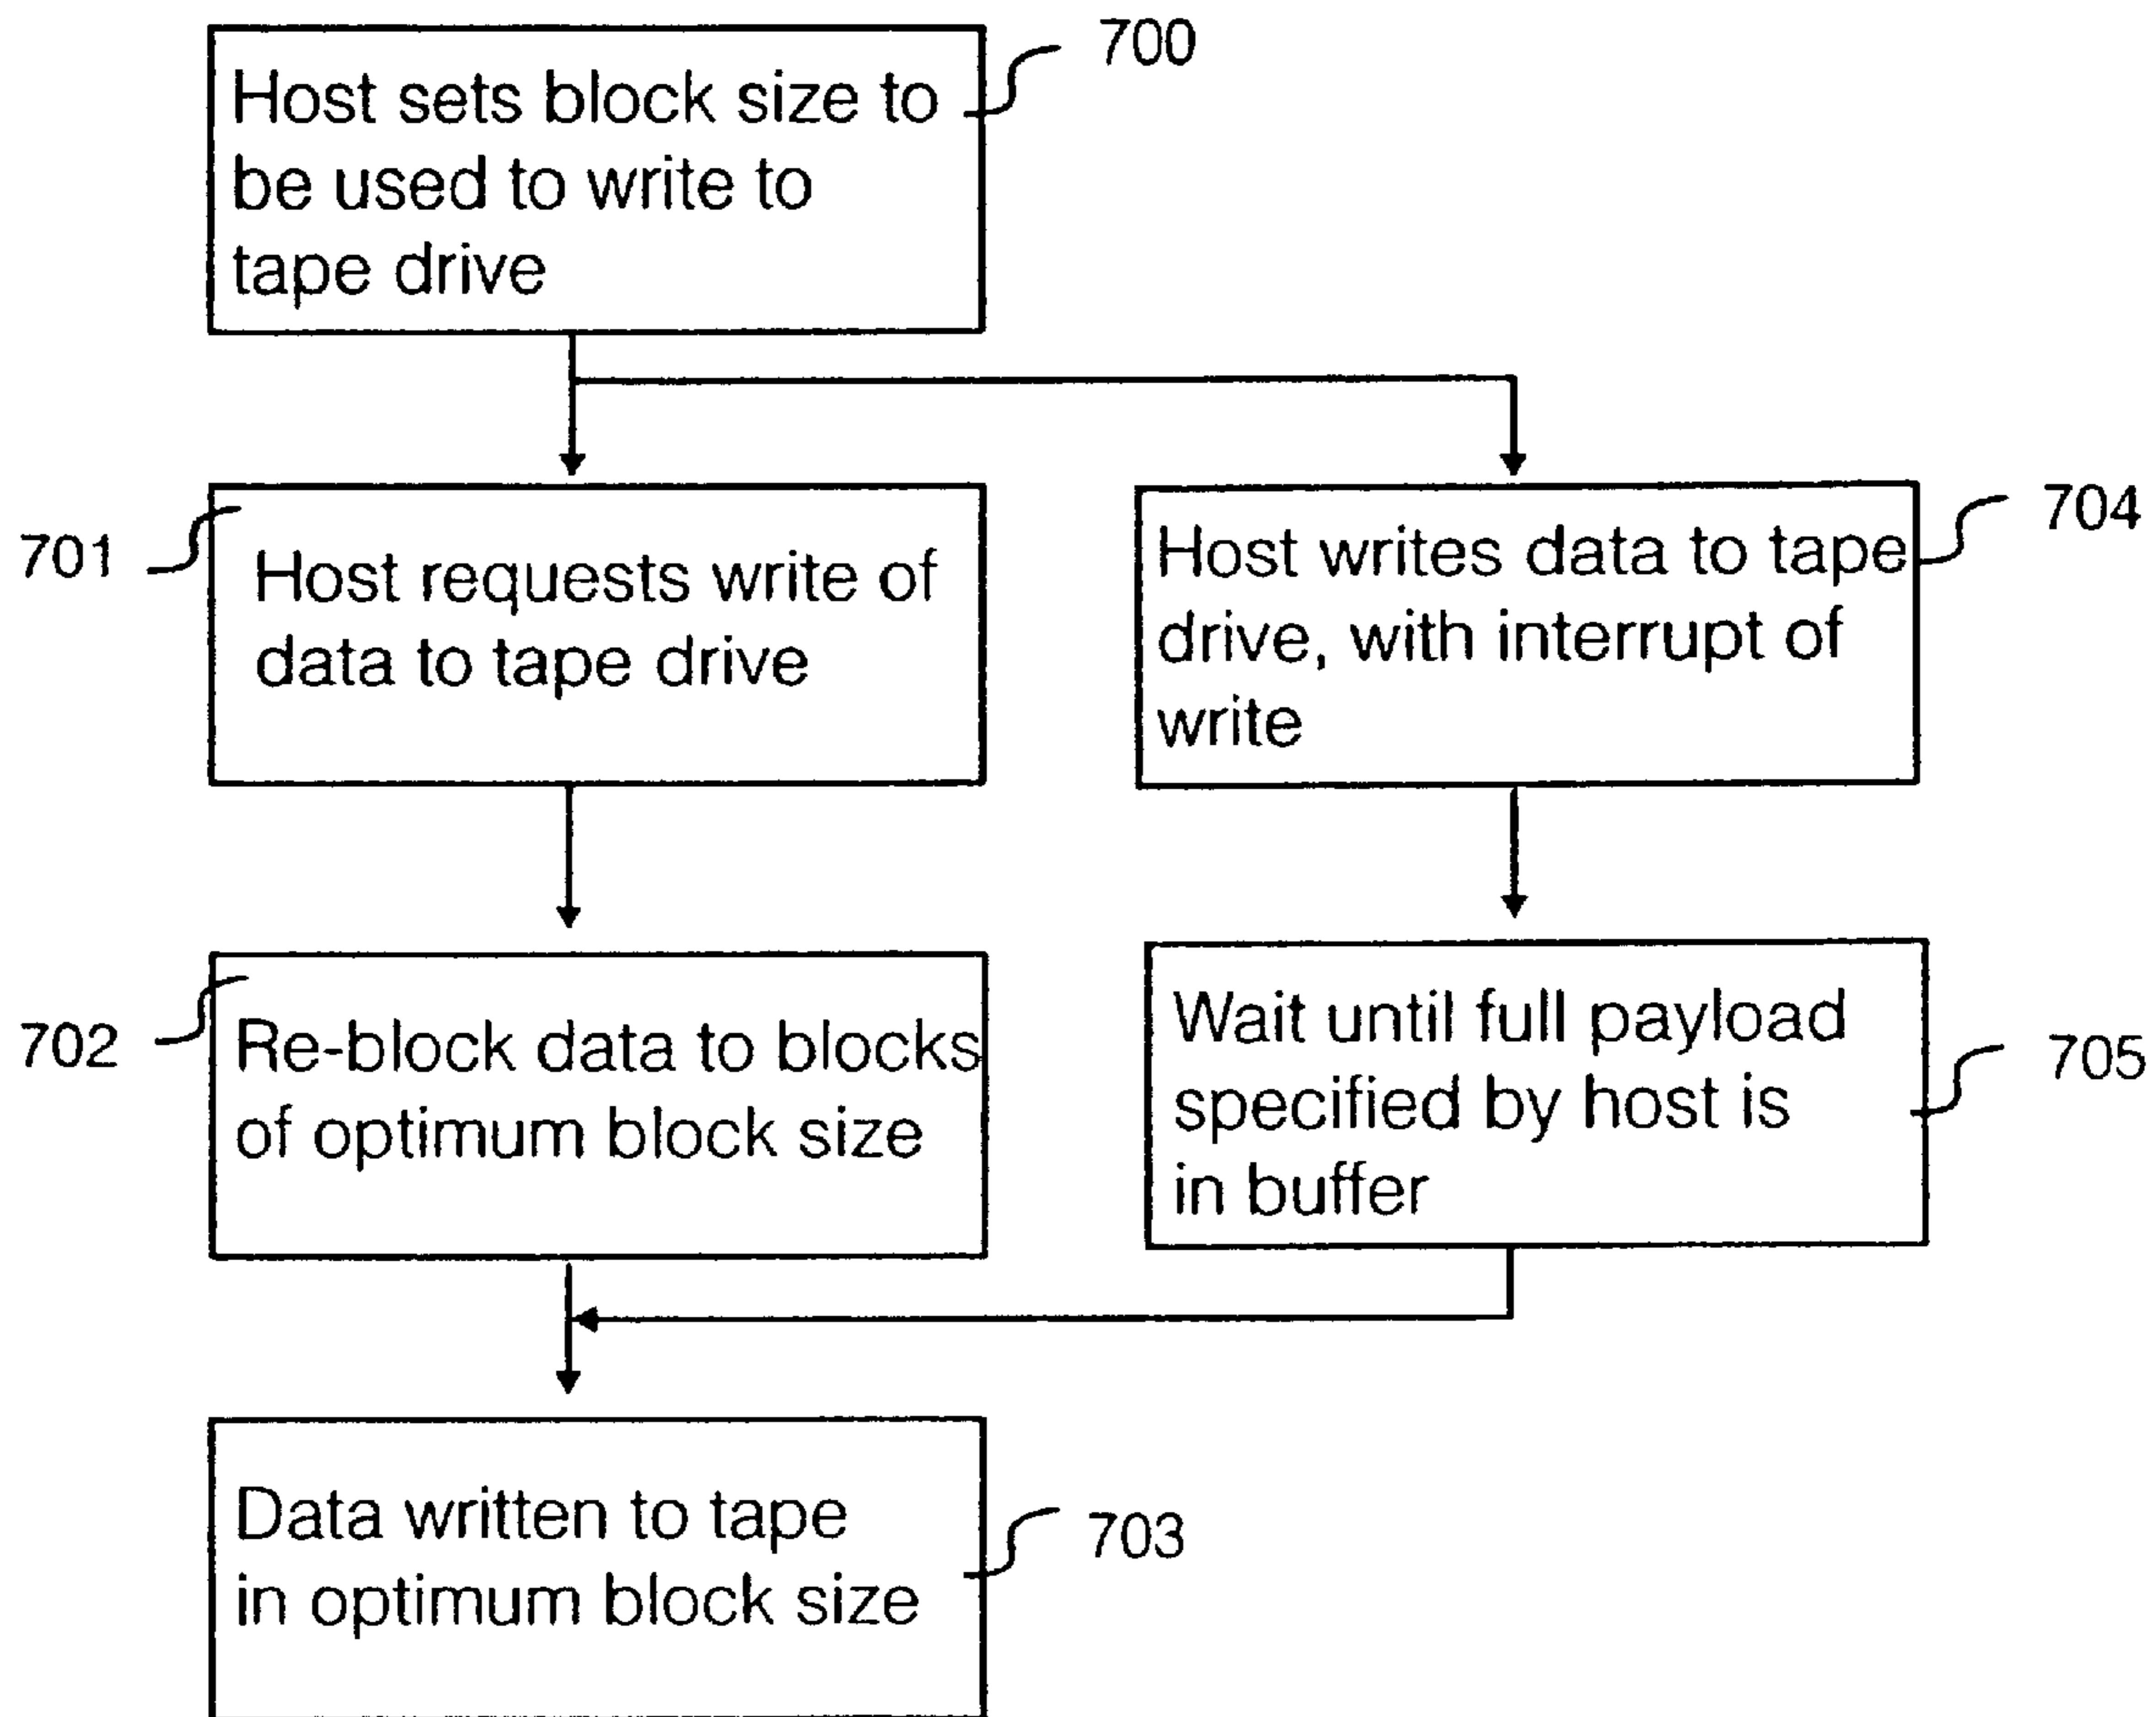 700
Host sets block size to
be used to write to
tape drive
701
Host requests write of
data to tape drive
704
Host writes data to tape
drive, with interrupt of
write
702
Re-block data to blocks
of optimum block size
705
Wait until full payload
specified by host is
in buffer
703
Data written to tape
in optimum block size